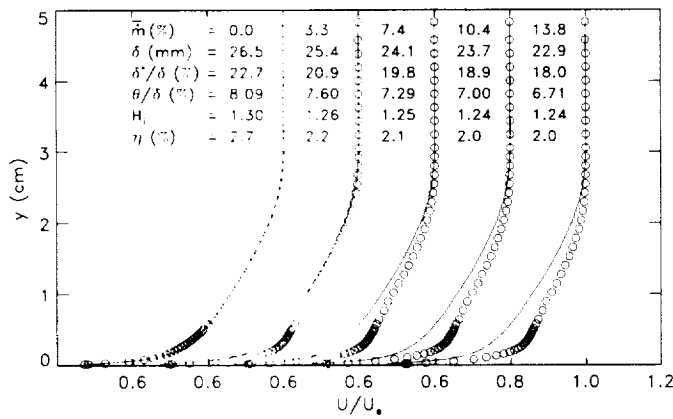 5
4
3
2
1
0
y (cm)
ṁ̄ (%) = 0.0 3.3 7.4 10.4 13.8
δ (mm) = 26.5 25.4 24.1 23.7 22.9
δ*/δ (%) = 22.7 20.9 19.8 18.9 18.0
θ/δ (%) = 8.09 7.60 7.29 7.00 6.71
Hᵢ = 1.30 1.26 1.25 1.24 1.24
η (%) = 2.7 2.2 2.1 2.0 2.0
0.6 0.6 0.6 0.6 0.6 0.8 1.0 1.2
U/Uₑ